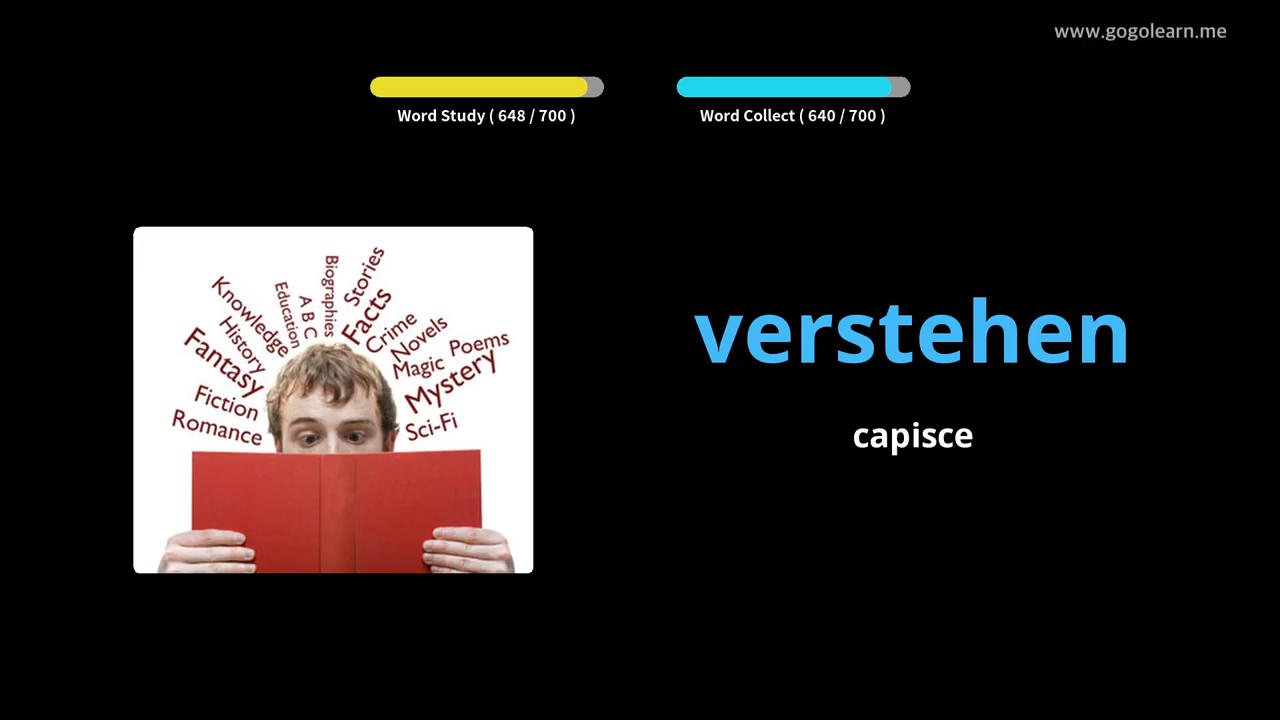 www.gogolearn.me
Word Study ( 648 / 700 )
Word Collect ( 640 / 700 )
Knowledge
Education
A B C
Biographies
Stories
Facts
Crime
Novels
Poems
History
Magic
Fantasy
Mystery
Fiction
Romance
Sci-Fi
verstehen
capisce